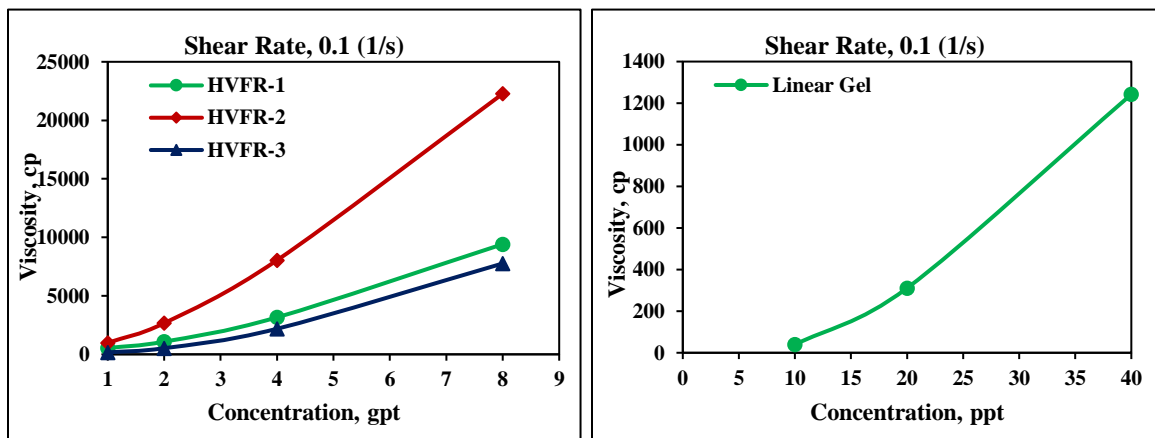 Shear Rate, 0.1 (1/s)
25000
20000
15000
10000
5000
0
Viscosity, cp
HVFR-1
HVFR-2
HVFR-3
1 2 3 4 5 6 7 8 9
Concentration, gpt
Shear Rate, 0.1 (1/s)
1400
1200
1000
800
600
400
200
0
Viscosity, cp
Linear Gel
0 5 10 15 20 25 30 35 40
Concentration, ppt